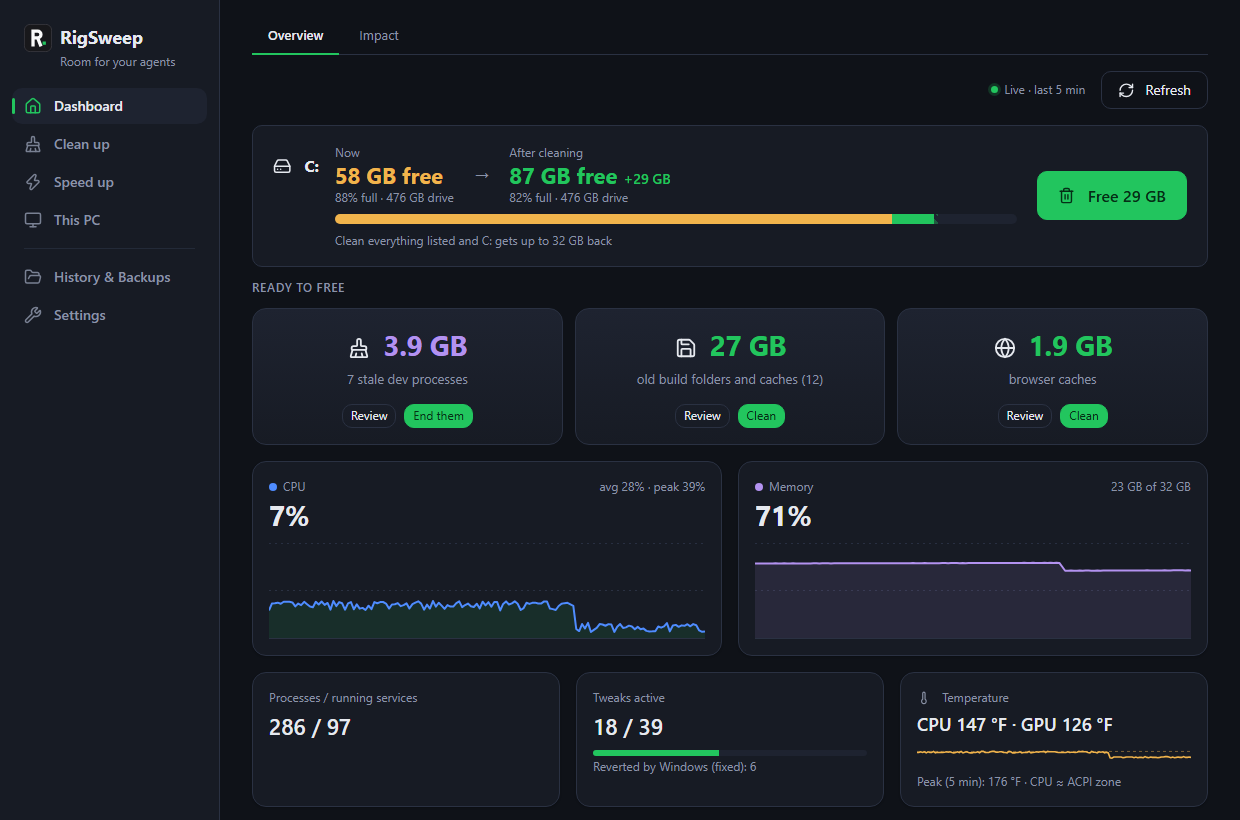 R.
RigSweep
Room for your agents
Dashboard
Clean up
Speed up
This PC
History & Backups
Settings
Overview
Impact
Live · last 5 min
Refresh
C:
Now
58 GB free
88% full · 476 GB drive
→
After cleaning
87 GB free +29 GB
82% full · 476 GB drive
Clean everything listed and C: gets up to 32 GB back
Free 29 GB
READY TO FREE
3.9 GB
7 stale dev processes
Review
End them
27 GB
old build folders and caches (12)
Review
Clean
1.9 GB
browser caches
Review
Clean
CPU
avg 28% · peak 39%
7%
Memory
23 GB of 32 GB
71%
Processes / running services
286 / 97
Tweaks active
18 / 39
Reverted by Windows (fixed): 6
Temperature
CPU 147 °F · GPU 126 °F
Peak (5 min): 176 °F · CPU ≈ ACPI zone